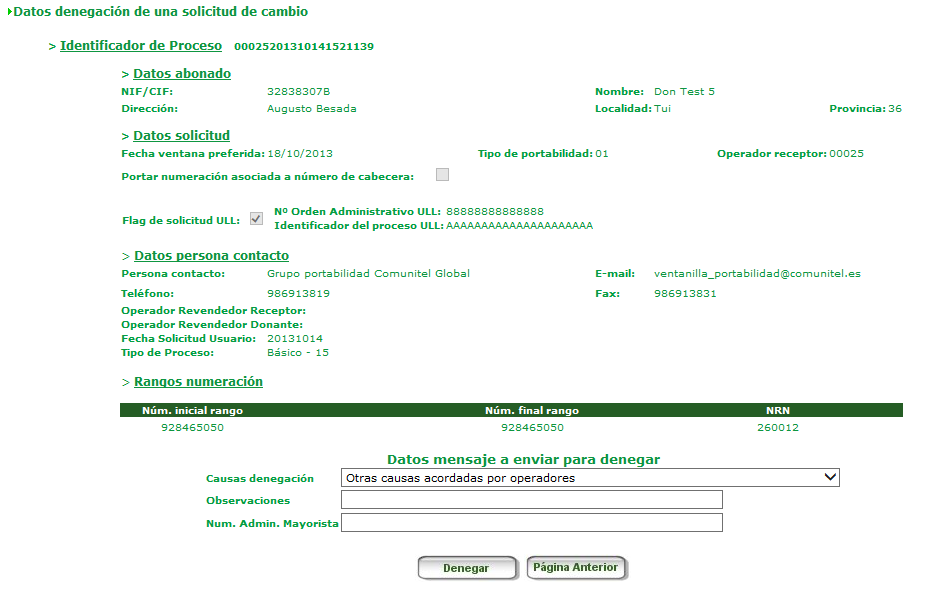 Datos denegación de una solicitud de cambio
> Identificador de Proceso 00025201310141521139
> Datos abonado
NIF/CIF: 32838307B Nombre: Don Test 5
Dirección: Augusto Besada Localidad: Tui Provincia: 36
> Datos solicitud
Fecha ventana preferida: 18/10/2013 Tipo de portabilidad: 01 Operador receptor: 00025
Portar numeración asociada a número de cabecera:
Flag de solicitud ULL: Nº Orden Administrativo ULL: 88888888888888
Identificador del proceso ULL: AAAAAAAAAAAAAAAAAAAAA
> Datos persona contacto
Persona contacto: Grupo portabilidad Comunitel Global E-mail: ventanilla_portabilidad@comunitel.es
Teléfono: 986913819 Fax: 986913831
Operador Revendedor Receptor:
Operador Revendedor Donante:
Fecha Solicitud Usuario: 20131014
Tipo de Proceso: Básico - 15
> Rangos numeración
Núm. inicial rango Núm. final rango NRN
928465050 928465050 260012
Datos mensaje a enviar para denegar
Causas denegación Otras causas acordadas por operadores
Observaciones
Num. Admin. Mayorista
Denegar Página Anterior